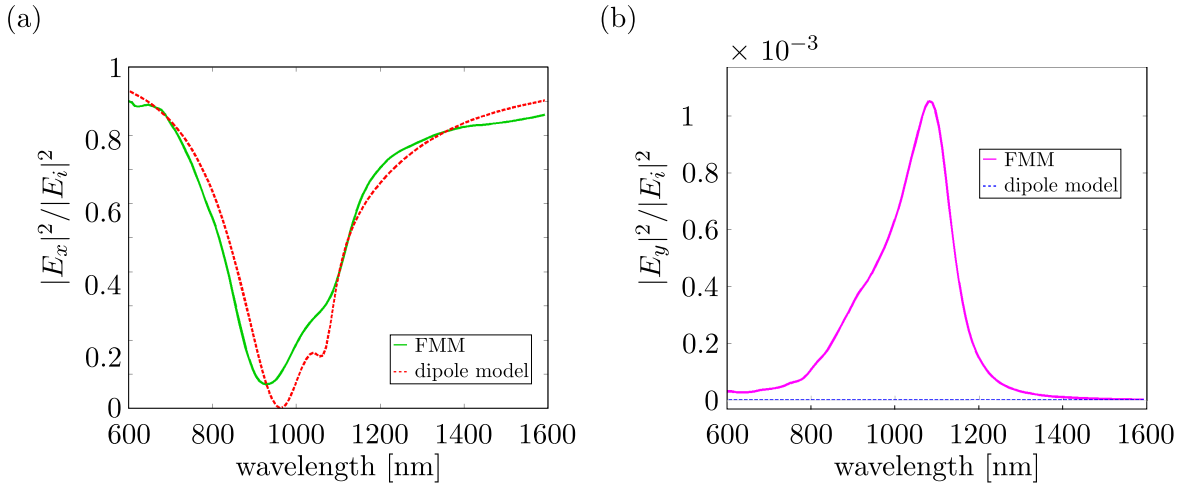 (a)
1
0.8
0.6
0.4
0.2
0
600 800 1000 1200 1400 1600
wavelength [nm]
|E_x|^2/|E_i|^2
FMM
dipole model
(b)
× 10^{-3}
1
0.8
0.6
0.4
0.2
0
600 800 1000 1200 1400 1600
wavelength [nm]
|E_y|^2/|E_i|^2
FMM
dipole model